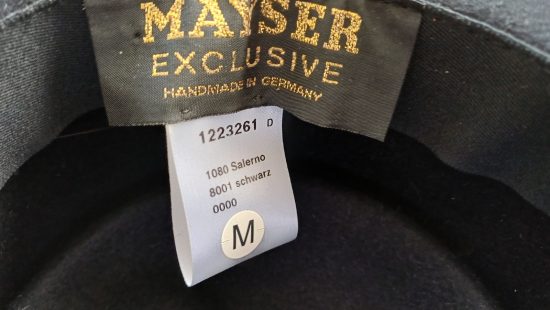 MAYSER
EXCLUSIVE
HANDMADE IN GERMANY
1223261 D
1080 Salerno
8001 schwarz
0000
M